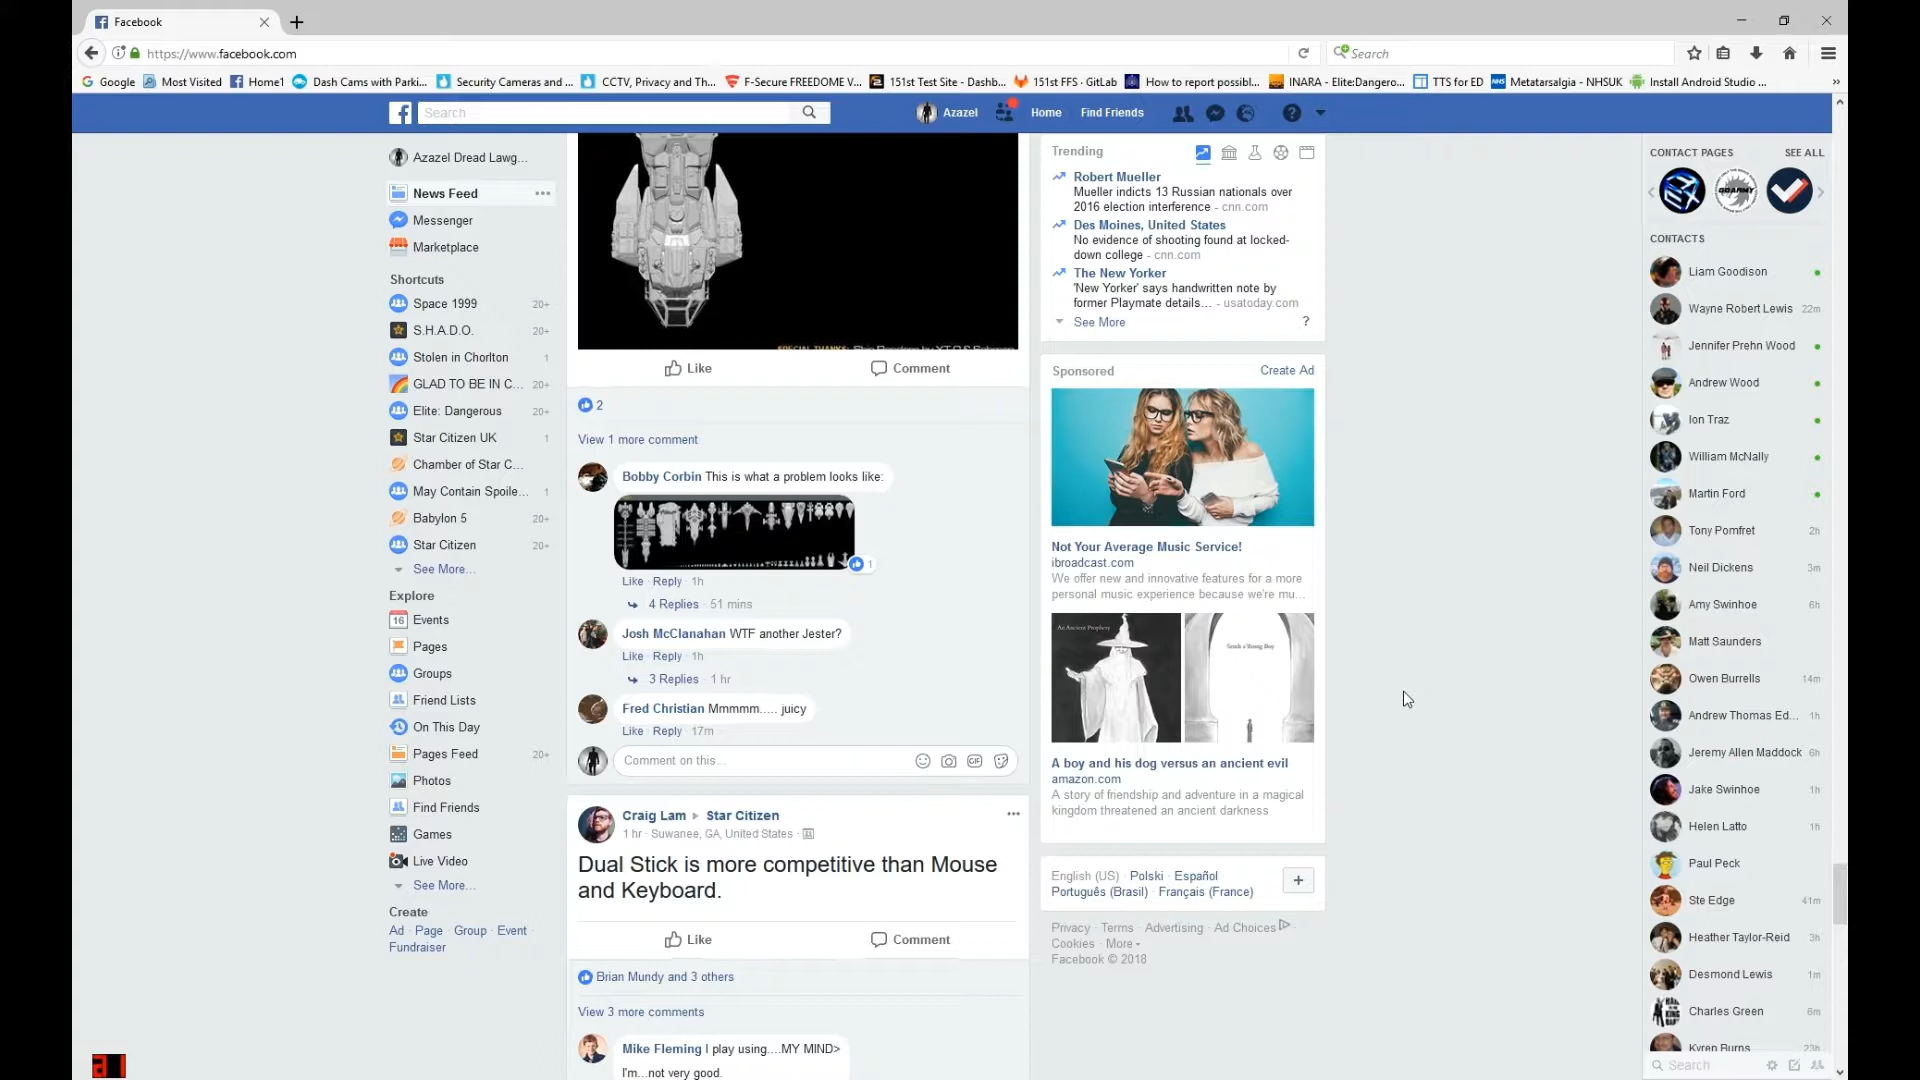 Facebook
https://www.facebook.com
Search
Google
Most Visited
Home1
Dash Cams with Parki...
Security Cameras and ...
CCTV, Privacy and Th...
F-Secure FREEDOME V...
151st Test Site - Dashb...
151st FFS · GitLab
How to report possibl...
INARA - Elite:Dangero...
TTS for ED
Metatarsalgia - NHSUK
Install Android Studio ...
Search
Azazel
Home
Find Friends
Azazel Dread Lawg...
News Feed
Messenger
Marketplace
Shortcuts
Space 1999 20+
S.H.A.D.O. 20+
Stolen in Chorlton 1
GLAD TO BE IN C... 20+
Elite: Dangerous 20+
Star Citizen UK 1
Chamber of Star C...
May Contain Spoile... 1
Babylon 5 20+
Star Citizen 20+
See More...
Explore
16 Events
Pages
Groups
Friend Lists
On This Day
Pages Feed 20+
Photos
Find Friends
Games
Live Video
See More...
Create
Ad · Page · Group · Event ·
Fundraiser
Like Comment
2
View 1 more comment
Bobby Corbin This is what a problem looks like:
1
Like · Reply · 1h
4 Replies · 51 mins
Josh McClanahan WTF another Jester?
Like · Reply · 1h
3 Replies · 1 hr
Fred Christian Mmmmm..... juicy
Like · Reply · 17m
Comment on this...
GIF
Craig Lam ▸ Star Citizen
1 hr · Suwanee, GA, United States ·
Dual Stick is more competitive than Mouse
and Keyboard.
Like Comment
Brian Mundy and 3 others
View 3 more comments
Mike Fleming I play using....MY MIND>
I'm...not very good.
Trending
Robert Mueller
Mueller indicts 13 Russian nationals over
2016 election interference - cnn.com
Des Moines, United States
No evidence of shooting found at locked-
down college - cnn.com
The New Yorker
'New Yorker' says handwritten note by
former Playmate details... - usatoday.com
See More ?
Sponsored Create Ad
Not Your Average Music Service!
ibroadcast.com
We offer new and innovative features for a more
personal music experience because we're mu...
An Ancient Prophecy
Sends a Young Boy
A boy and his dog versus an ancient evil
amazon.com
A story of friendship and adventure in a magical
kingdom threatened an ancient darkness
English (US) · Polski · Español
Português (Brasil) · Français (France)
Privacy · Terms · Advertising · Ad Choices
Cookies · More
Facebook © 2018
CONTACT PAGES SEE ALL
CONTACTS
Liam Goodison
Wayne Robert Lewis 22m
Jennifer Prehn Wood
Andrew Wood
Ion Traz
William McNally
Martin Ford
Tony Pomfret 2h
Neil Dickens 3m
Amy Swinhoe 6h
Matt Saunders
Owen Burrells 14m
Andrew Thomas Ed... 1h
Jeremy Allen Maddock 6h
Jake Swinhoe 1h
Helen Latto 1h
Paul Peck
Ste Edge 41m
Heather Taylor-Reid 3h
Desmond Lewis 1m
Charles Green 6m
Kyren Burns 23h
Search